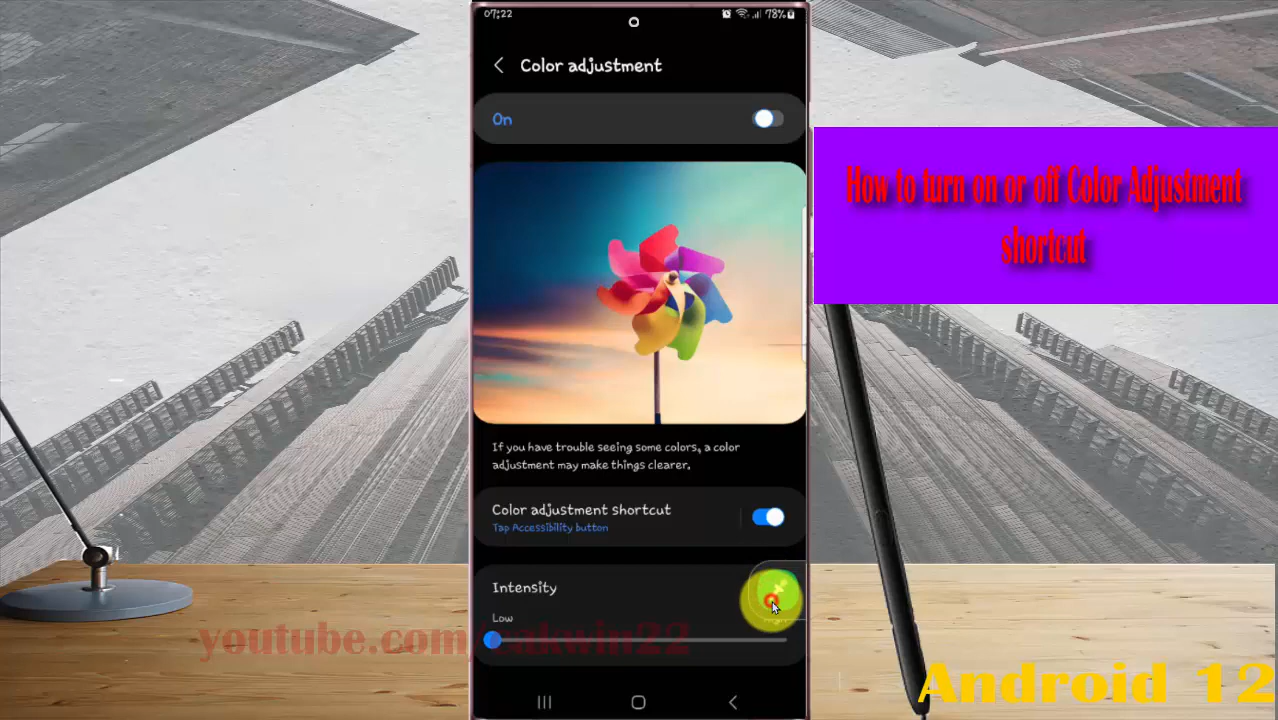 07:22
78%
Color adjustment
On
How to turn on or off Color Adjustment
shortcut
If you have trouble seeing some colors, a color
adjustment may make things clearer.
Color adjustment shortcut
Tap Accessibility button
Intensity
Low
youtube.com/
Android 12